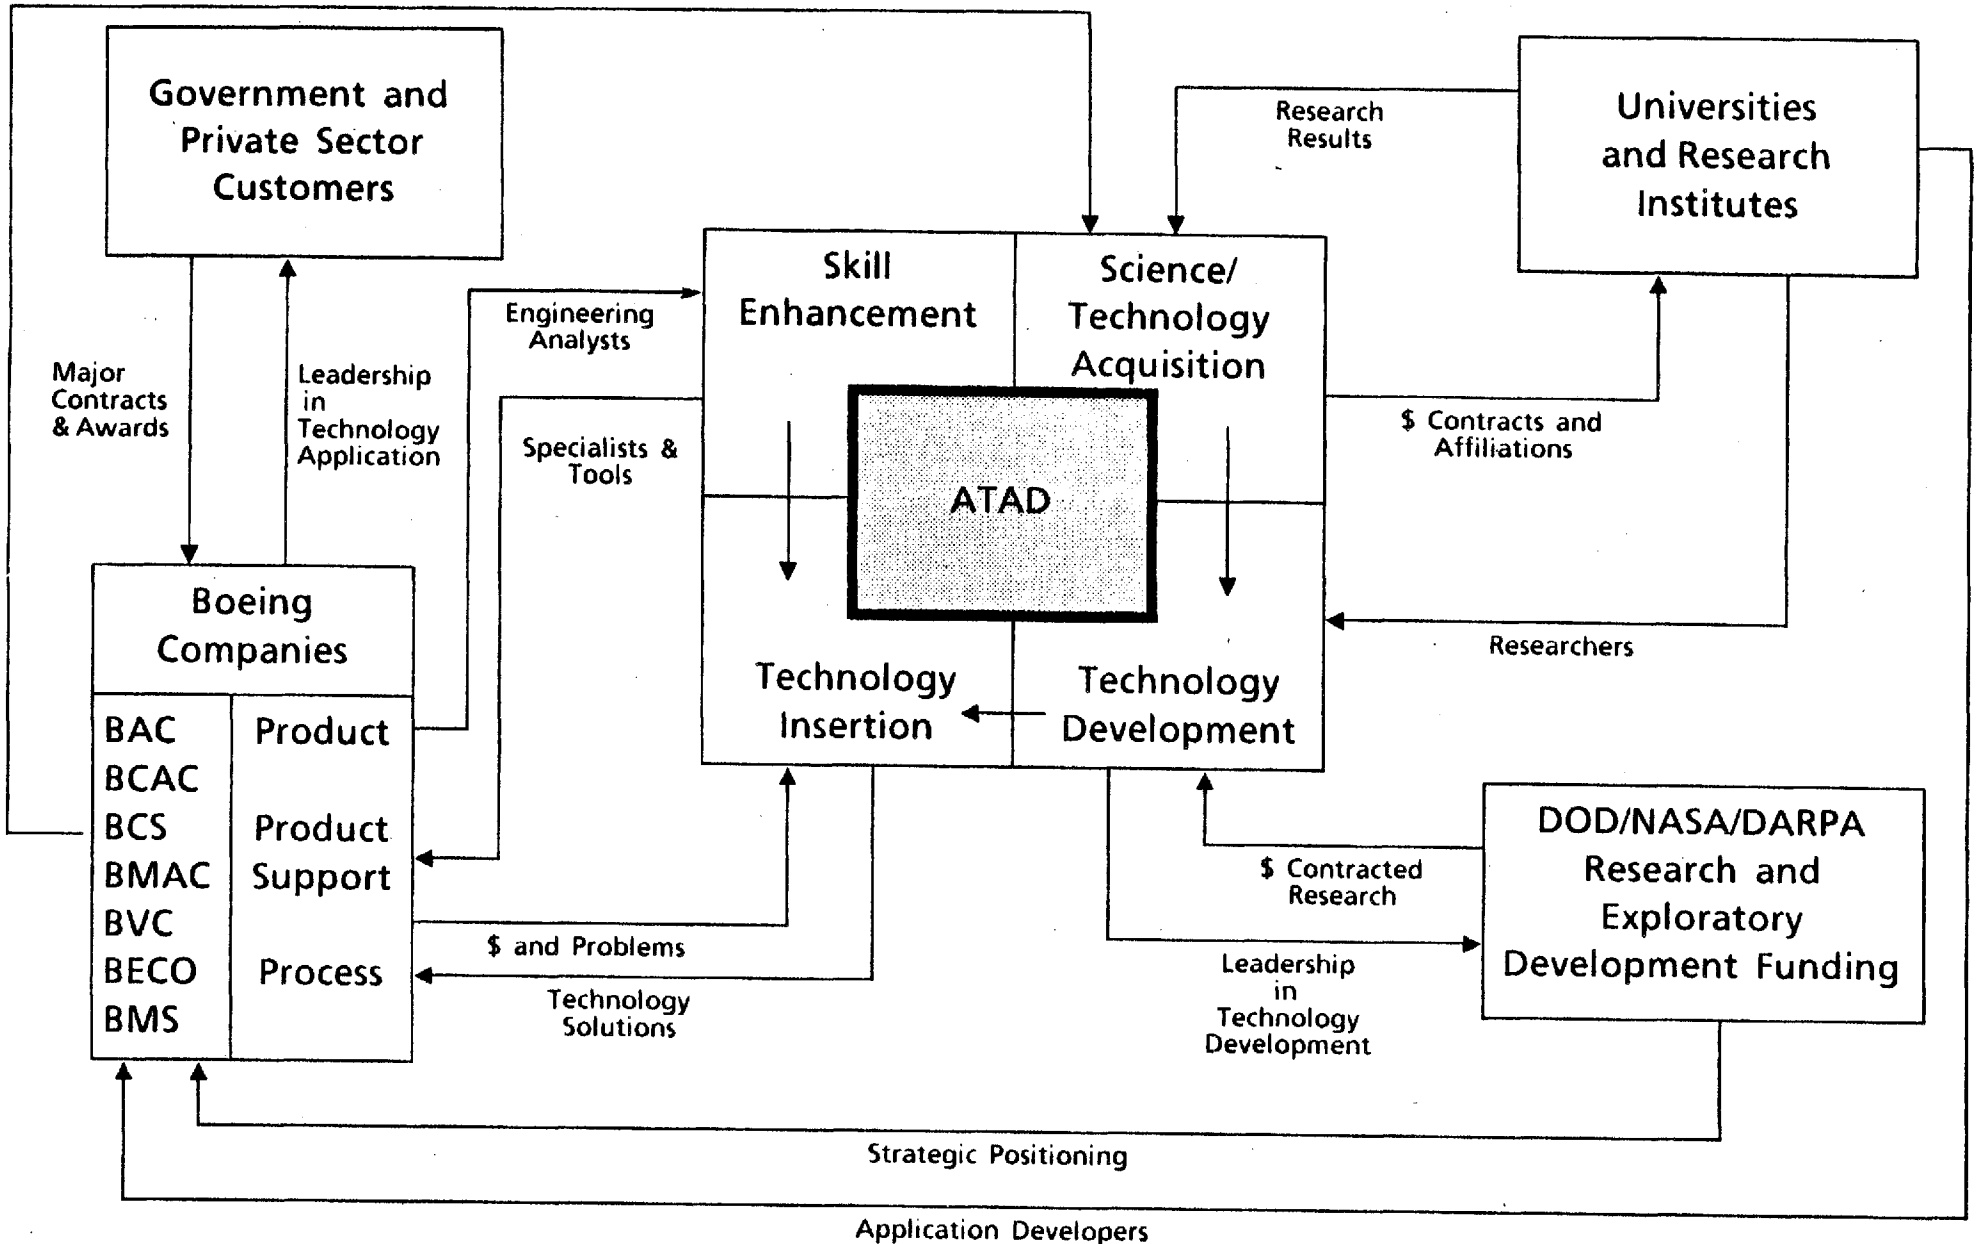 Government and
Private Sector
Customers
Research
Results
Universities
and Research
Institutes
Major
Contracts
& Awards
Leadership
in
Technology
Application
Engineering
Analysts
Specialists &
Tools
Skill
Enhancement
Science/
Technology
Acquisition
ATAD
Technology
Insertion
Technology
Development
$ Contracts and
Affiliations
Researchers
Boeing
Companies
BAC
BCAC
BCS
BMAC
BVC
BECO
BMS
Product
Product
Support
Process
$ and Problems
Technology
Solutions
$ Contracted
Research
Leadership
in
Technology
Development
DOD/NASA/DARPA
Research and
Exploratory
Development Funding
Strategic Positioning
Application Developers